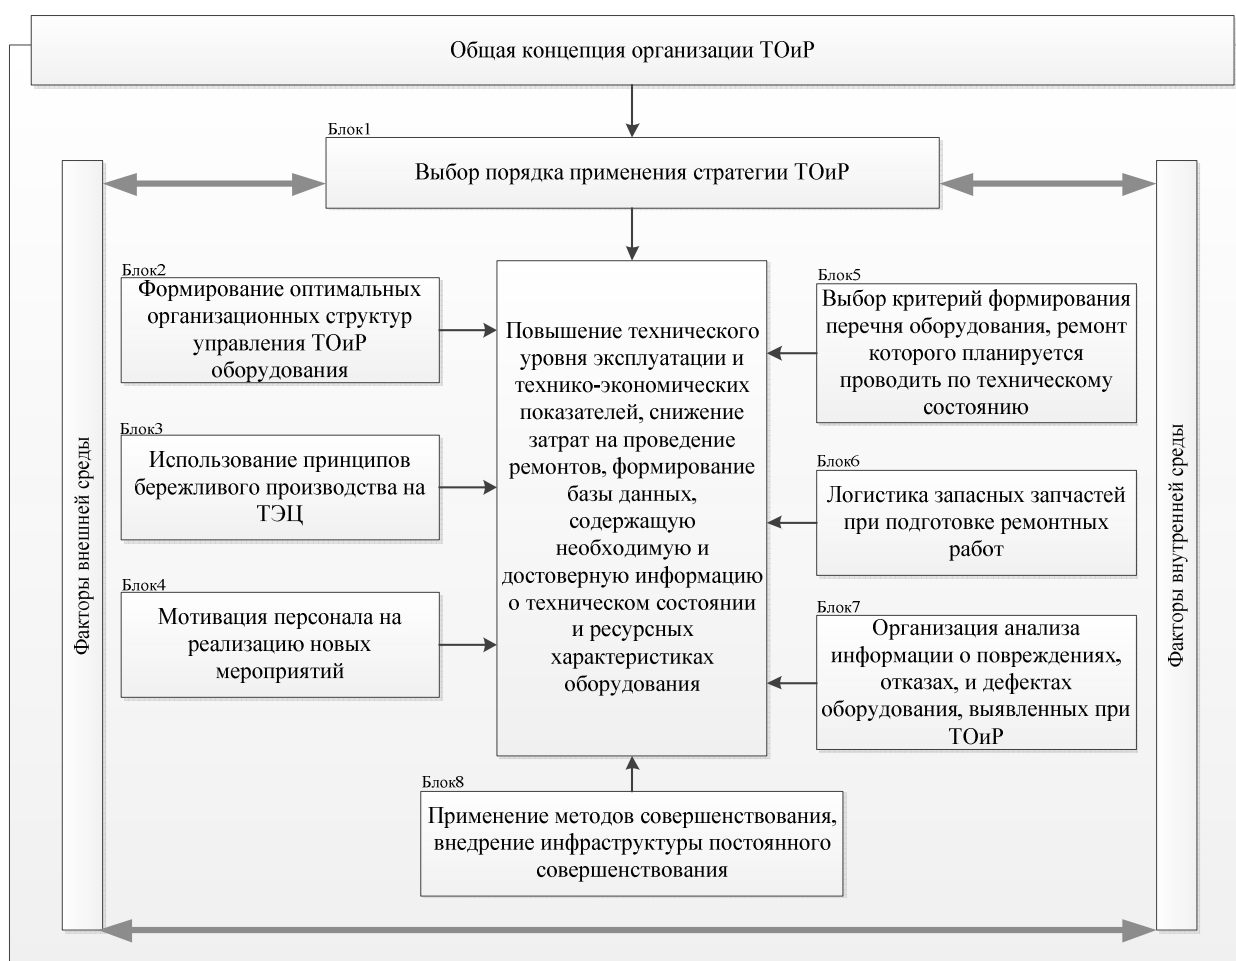 Общая концепция организации ТОиР
Блок1
Выбор порядка применения стратегии ТОиР
Факторы внешней среды
Блок2
Формирование оптимальных
организационных структур
управления ТОиР
оборудования
Блок3
Использование принципов
бережливого производства на
ТЭЦ
Блок4
Мотивация персонала на
реализацию новых
мероприятий
Повышение технического
уровня эксплуатации и
технико-экономических
показателей, снижение
затрат на проведение
ремонтов, формирование
базы данных,
содержащую
необходимую и
достоверную информацию
о техническом состоянии
и ресурсных
характеристиках
оборудования
Блок5
Выбор критерий формирования
перечня оборудования, ремонт
которого планируется
проводить по техническому
состоянию
Блок6
Логистика запасных запчастей
при подготовке ремонтных
работ
Блок7
Организация анализа
информации о повреждениях,
отказах, и дефектах
оборудования, выявленных при
ТОиР
Факторы внутренней среды
Блок8
Применение методов совершенствования,
внедрение инфраструктуры постоянного
совершенствования